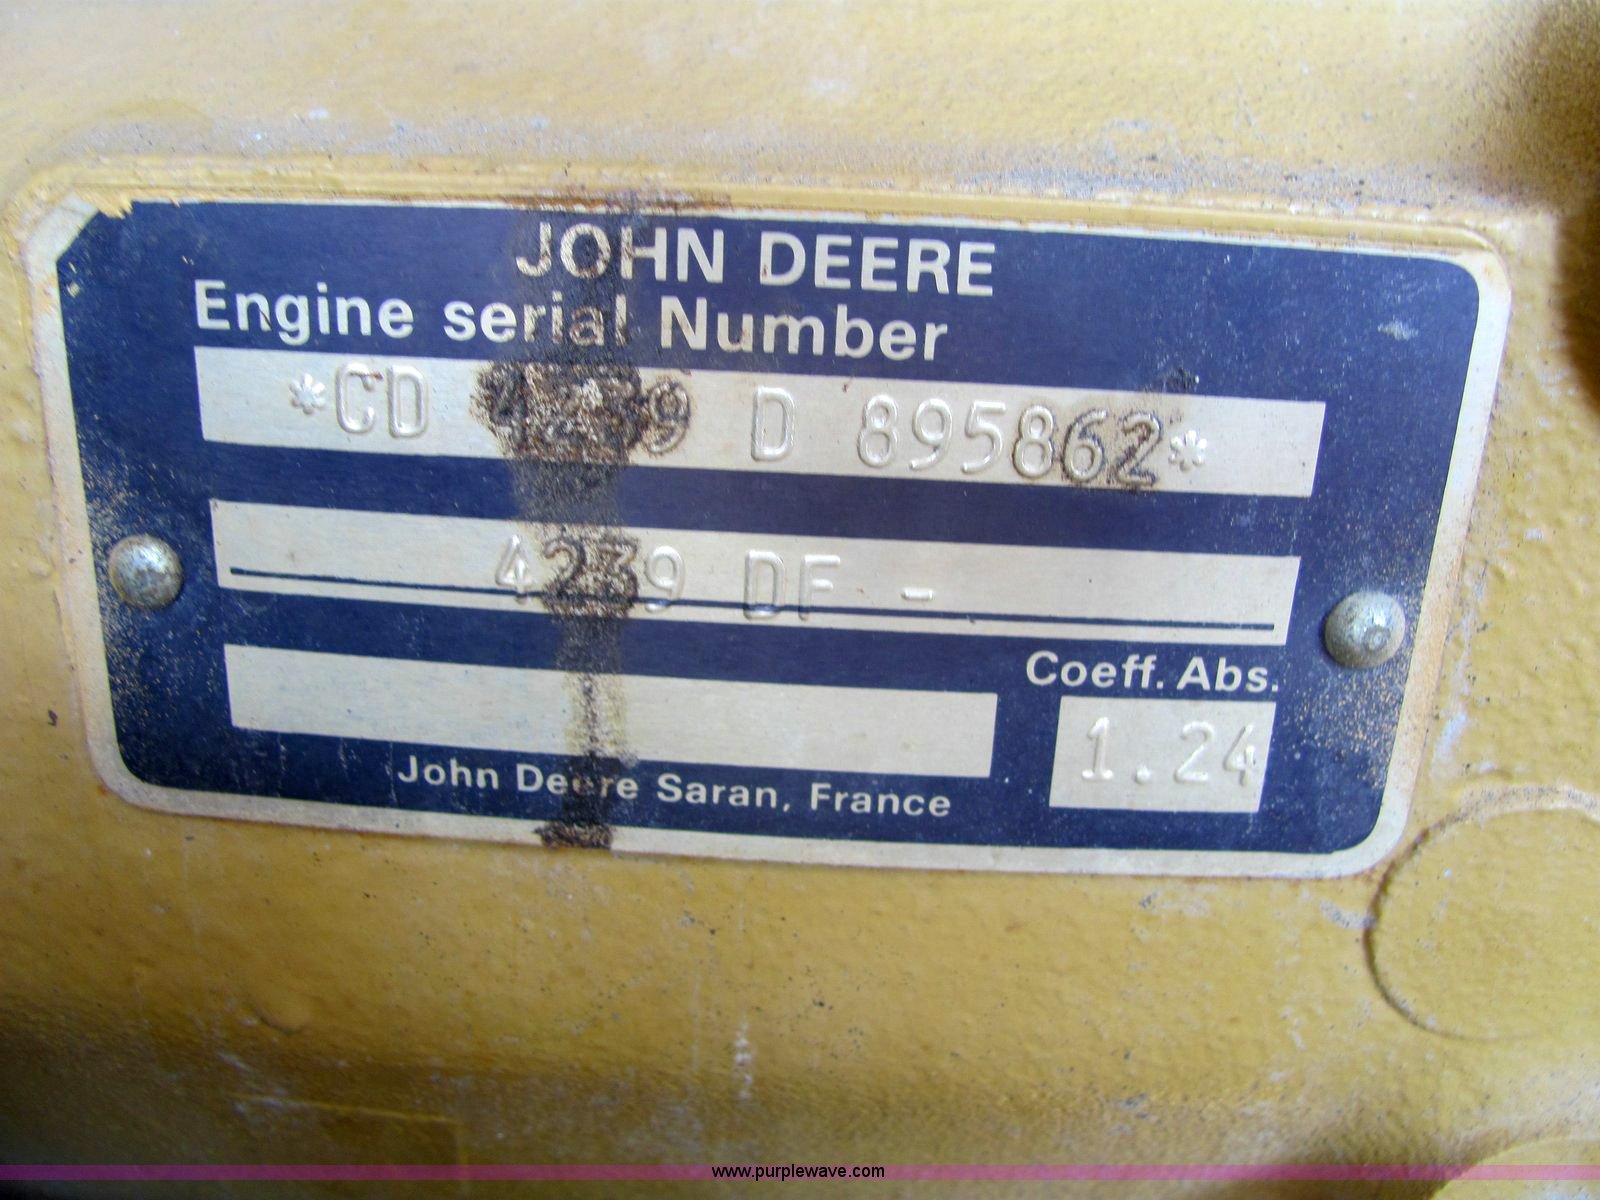 JOHN DEERE
Engine serial Number
*CD 4239 D 895862*
4239 DF -
Coeff. Abs.
1.24
John Deere Saran, France
www.purplewave.com